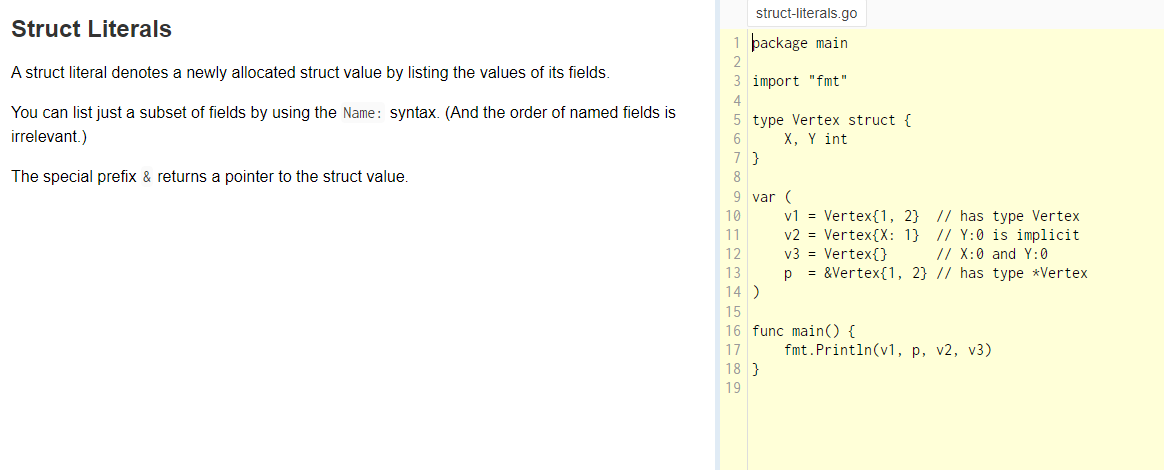 Struct Literals
A struct literal denotes a newly allocated struct value by listing the values of its fields.
You can list just a subset of fields by using the Name: syntax. (And the order of named fields is
irrelevant.)
The special prefix & returns a pointer to the struct value.
struct-literals.go
1 package main
2
3 import "fmt"
4
5 type Vertex struct {
6     X, Y int
7 }
8
9 var (
10     v1 = Vertex{1, 2}  // has type Vertex
11     v2 = Vertex{X: 1}  // Y:0 is implicit
12     v3 = Vertex{}      // X:0 and Y:0
13     p  = &Vertex{1, 2} // has type *Vertex
14 )
15
16 func main() {
17     fmt.Println(v1, p, v2, v3)
18 }
19